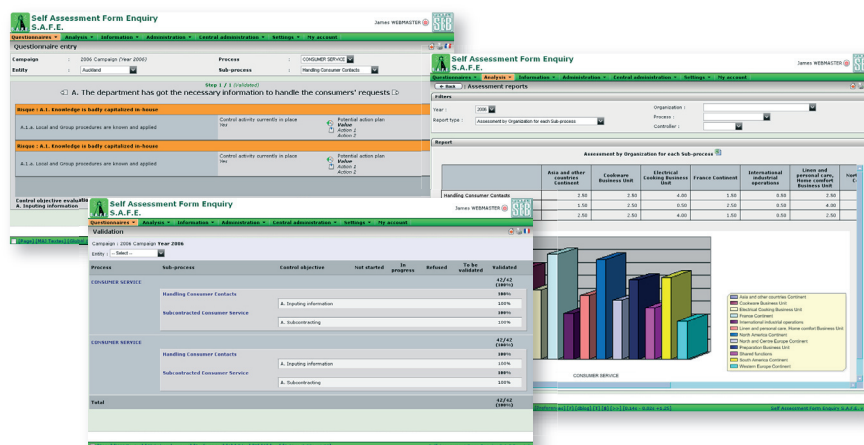 Self Assessment Form Enquiry
S.A.F.E.
James WEBMASTER
Questionnaires Analysis Information Administration Central administration Settings My account
Questionnaire entry
Campaign : 2006 Campaign (Year 2006) Process : CONSUMER SERVICE
Entity : Auckland Sub-process : Handling Consumer Contacts
Step 1 / 1 (Validated)
A. The department has got the necessary information to handle the consumers' requests
Risque : A.I. Knowledge is badly capitalized in-house
A.1.a. Local and Group procedures are known and applied
Control activity currently in place
Yes
Potential action plan
Value
Action 1
Action 2
Risque : A.I. Knowledge is badly capitalized in-house
A.1.a. Local and Group procedures are known and applied
Control activity currently in place
Yes
Potential action plan
Value
Action 1
Action 2
Control objective evaluation
A. Inputing information
Self Assessment Form Enquiry
S.A.F.E.
James WEBMASTER
Questionnaires Analysis Information Administration Central administration Settings My account
Validation
Campaign : 2006 Campaign Year 2006
Entity : -- Select --
Process Sub-process Control objective Not started In progress Refused To be validated Validated
CONSUMER SERVICE 42/42 (100%)
Handling Consumer Contacts 100%
A. Inputing information 100%
Subcontracted Consumer Service 100%
A. Subcontracting 100%
CONSUMER SERVICE 42/42 (100%)
Handling Consumer Contacts 100%
A. Inputing information 100%
Subcontracted Consumer Service 100%
A. Subcontracting 100%
Total 42/42 (100%)
Self Assessment Form Enquiry
S.A.F.E.
James WEBMASTER
Questionnaires Analysis Information Administration Central administration Settings My account
Back Assessment reports
Filters
Year : 2006 Organization :
Process :
Report type : Assessment by Organization for each Sub-process
Controller :
Report
Assessment by Organization for each Sub-process
Asia and other countries Continent Cookware Business Unit Electrical Cooking Business Unit France Continent International industrial operations Linen and personal care, Home comfort Business Unit
Handling Consumer Contacts 2.50 2.50 4.00 1.50 0.50 2.50
1.50 0.50 2.50 2.50 0.50 4.00
2.50 2.50 4.00 1.50 0.50 2.50
Asia and other countries Continent
Cookware Business Unit
Electrical Cooking Business Unit
France Continent
International industrial operations
Linen and personal care, Home comfort Business Unit
North America Continent
North and Centre Europe Continent
Preparation Business Unit
Shared functions
South America Continent
Western Europe Continent
CONSUMER SERVICE